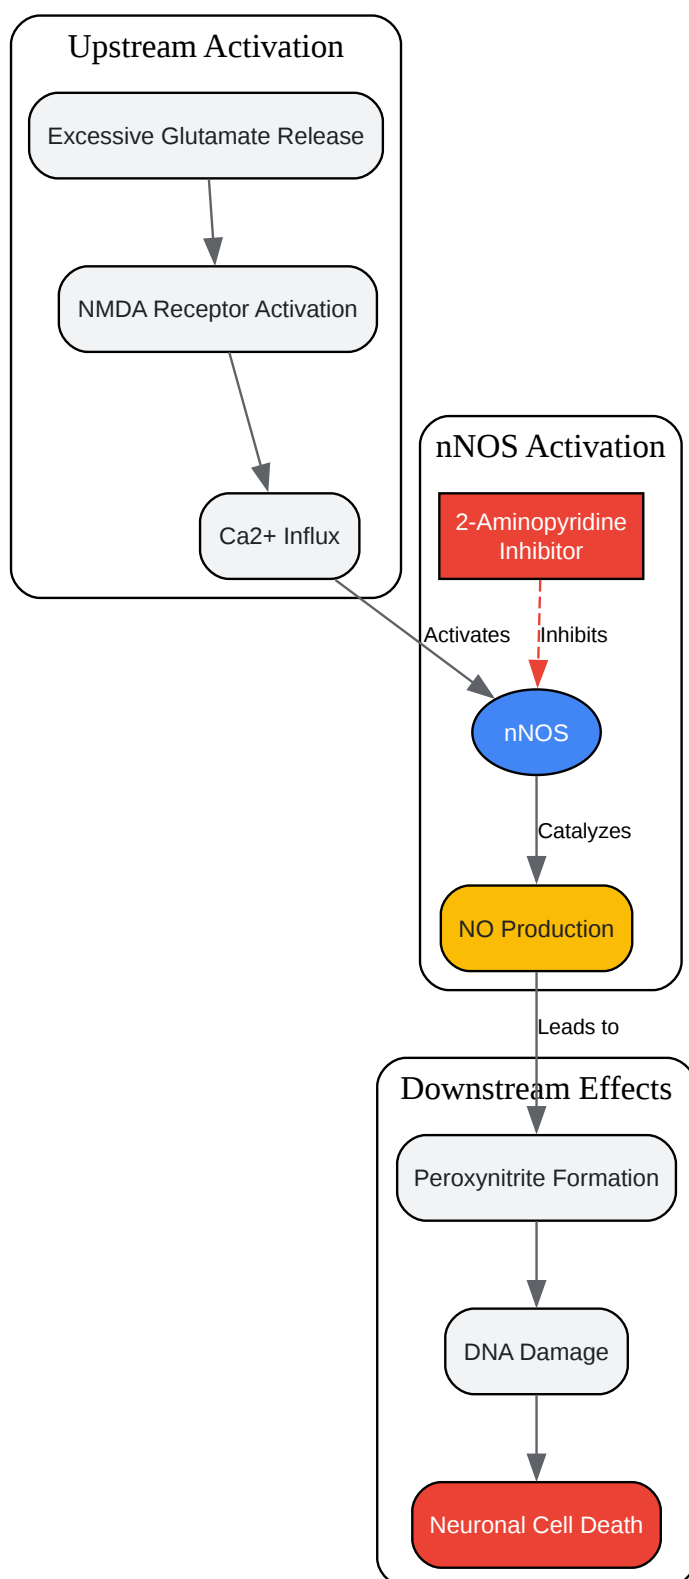 Upstream Activation
Excessive Glutamate Release
NMDA Receptor Activation
Ca2+ Influx
nNOS Activation
2-Aminopyridine
Inhibitor
Activates
Inhibits
nNOS
Catalyzes
NO Production
Leads to
Downstream Effects
Peroxynitrite Formation
DNA Damage
Neuronal Cell Death